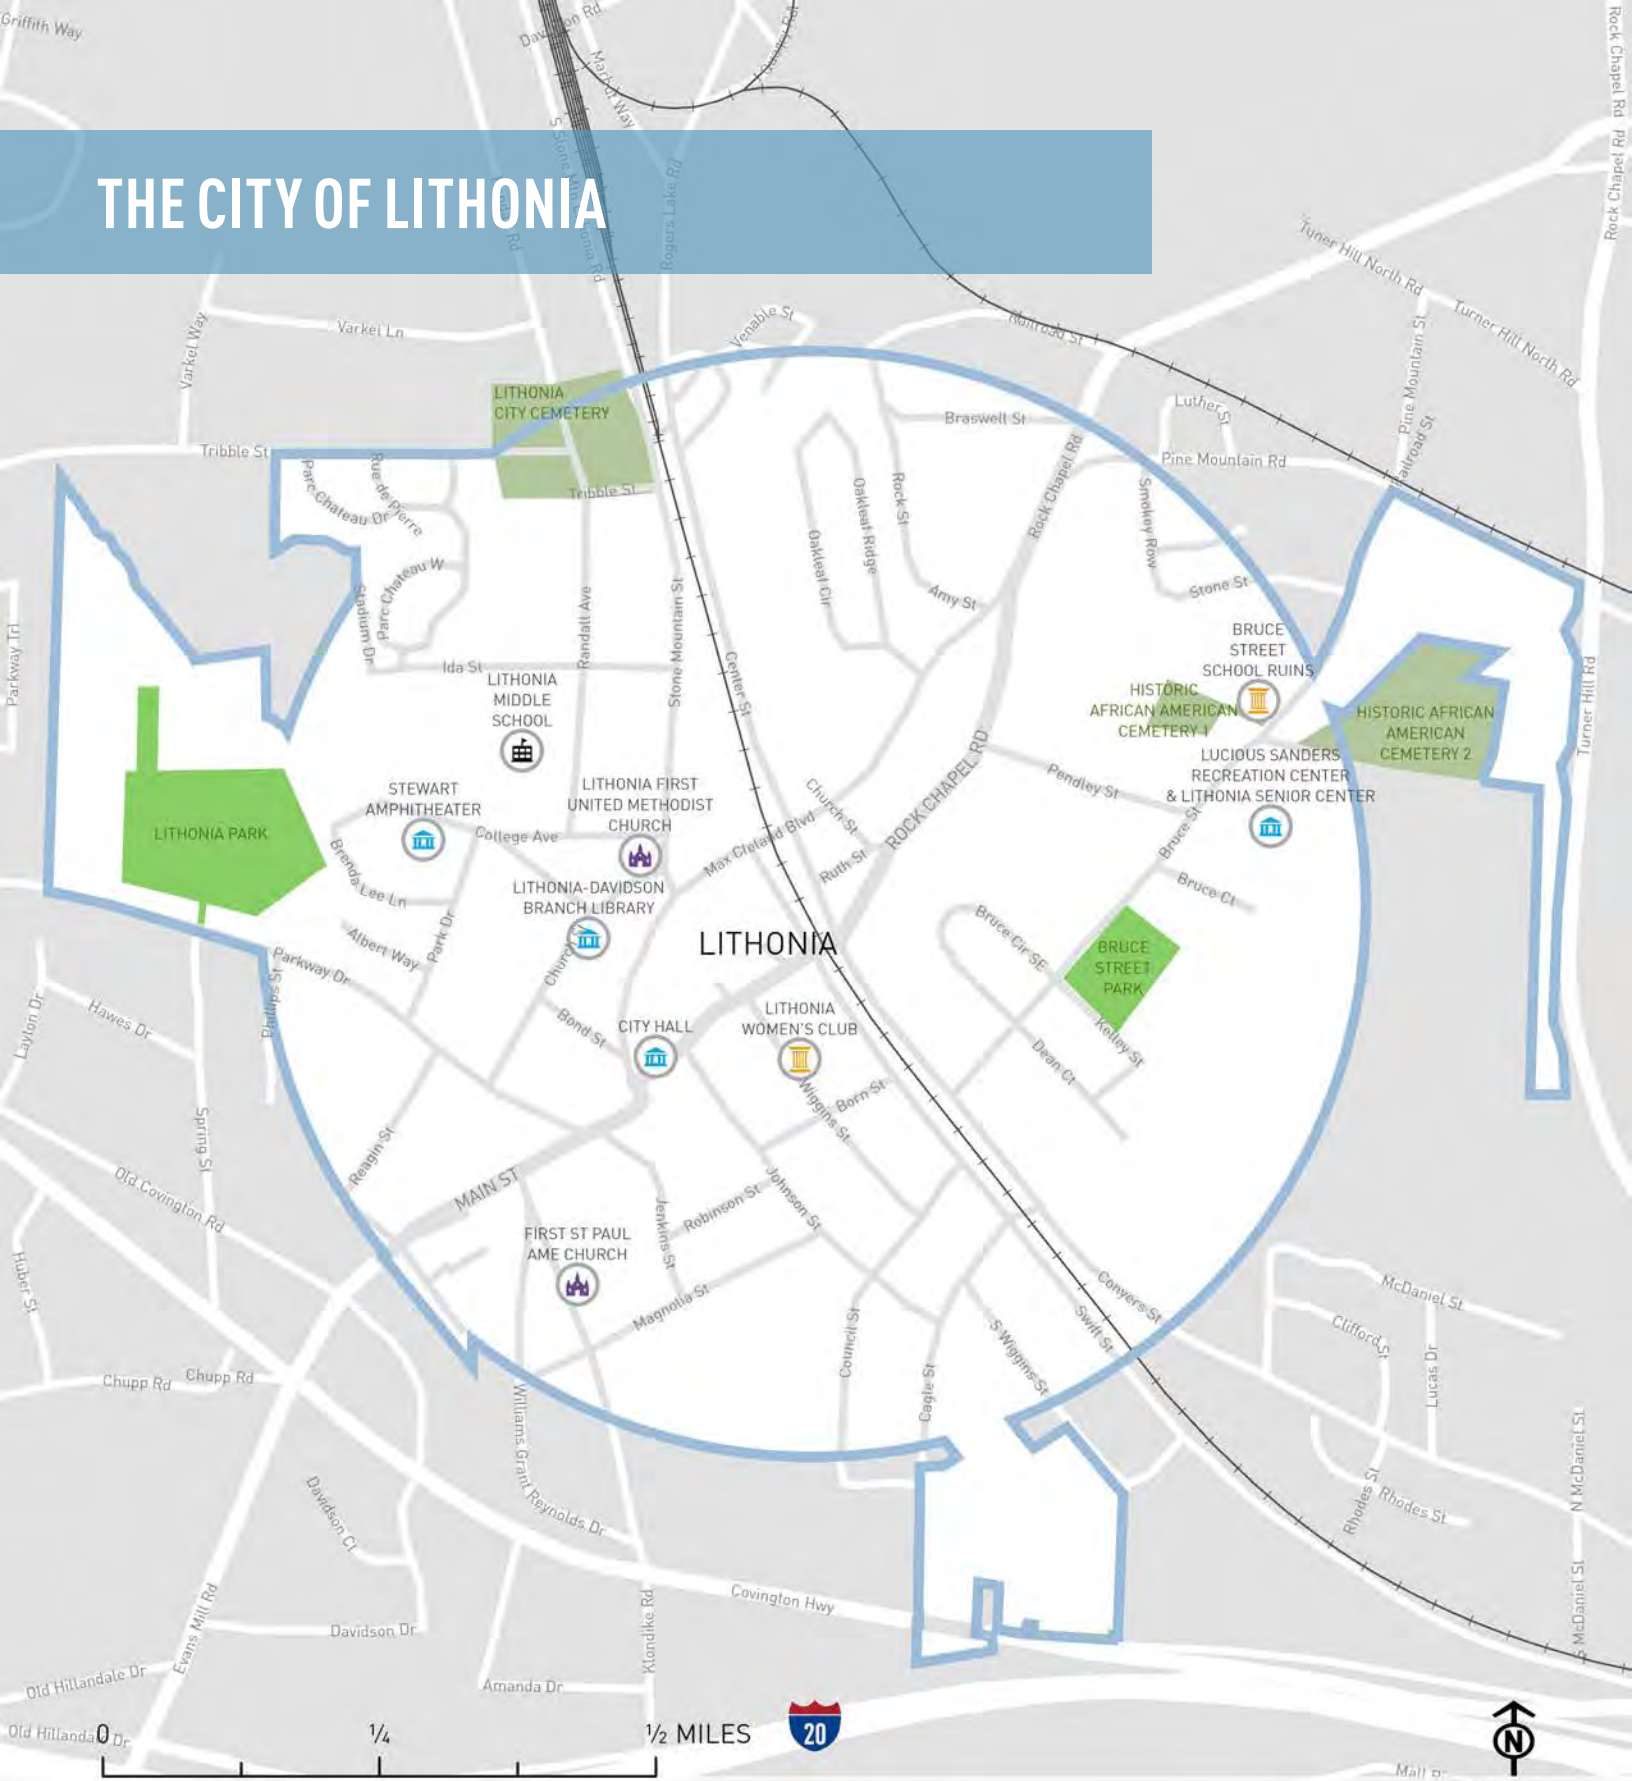 Griffith Way
Davidson Rd
Marbut Way
Quarry Rd
Rock Chapel Rd
Rock Chapel Rd
Rock Chapel Rd
THE CITY OF LITHONIA
Rogers Lake Rd
Tuner Hill North Rd
Turner Hill North Rd
Pine Mountain St
Railroad St
Varkel Way
Varkel Ln
Venable St
Railroad St
LITHONIA
CITY CEMETERY
Luther St
Braswell St
Tribble St
Pine Mountain Rd
Parc Chateau Dr
Rue de Pierre
Tribble St
Rock St
Oakleaf Ridge
Oakleaf Cir
Rock Chapel Rd
Smokey Row
Stone St
Amy St
Parc Chateau W
Stadium Dr
Randall Ave
Stone Mountain St
Center St
Parkway Trl
Ida St
BRUCE
STREET
SCHOOL RUINS
LITHONIA
MIDDLE
SCHOOL
HISTORIC
AFRICAN AMERICAN
CEMETERY 1
HISTORIC AFRICAN
AMERICAN
CEMETERY 2
Turner Hill Rd
LUCIOUS SANDERS
RECREATION CENTER
& LITHONIA SENIOR CENTER
Pendley St
ROCK CHAPEL RD
STEWART
AMPHITHEATER
LITHONIA FIRST
UNITED METHODIST
CHURCH
Church St
LITHONIA PARK
College Ave
Max Cleland Blvd
Ruth St
Bruce St
Brenda Lee Ln
LITHONIA-DAVIDSON
BRANCH LIBRARY
Bruce Ct
Albert Way
Park Dr
Church St
LITHONIA
Bruce Cir SE
BRUCE
STREET
PARK
Parkway Dr
Phillips St
Laylon Dr
Hawes Dr
Bond St
CITY HALL
LITHONIA
WOMEN'S CLUB
Kelley St
Dean Ct
Wiggins St
Born St
Spring St
Reagin St
Old Covington Rd
MAIN ST
Jenkins St
Robinson St
Johnson St
FIRST ST PAUL
AME CHURCH
Huber St
Magnolia St
Conyers St
Swift St
McDaniel St
Clifford St
Lucas Dr
Council St
Cagle St
S Wiggins St
Chupp Rd
Chupp Rd
Williams Grant Reynolds Dr
Davidson Ct
Rhodes St
Rhodes St
N McDaniel St
S McDaniel St
Covington Hwy
Klondike Rd
Evans Mill Rd
Davidson Dr
Old Hillandale Dr
Amanda Dr
0
1/4
1/2 MILES
20
N